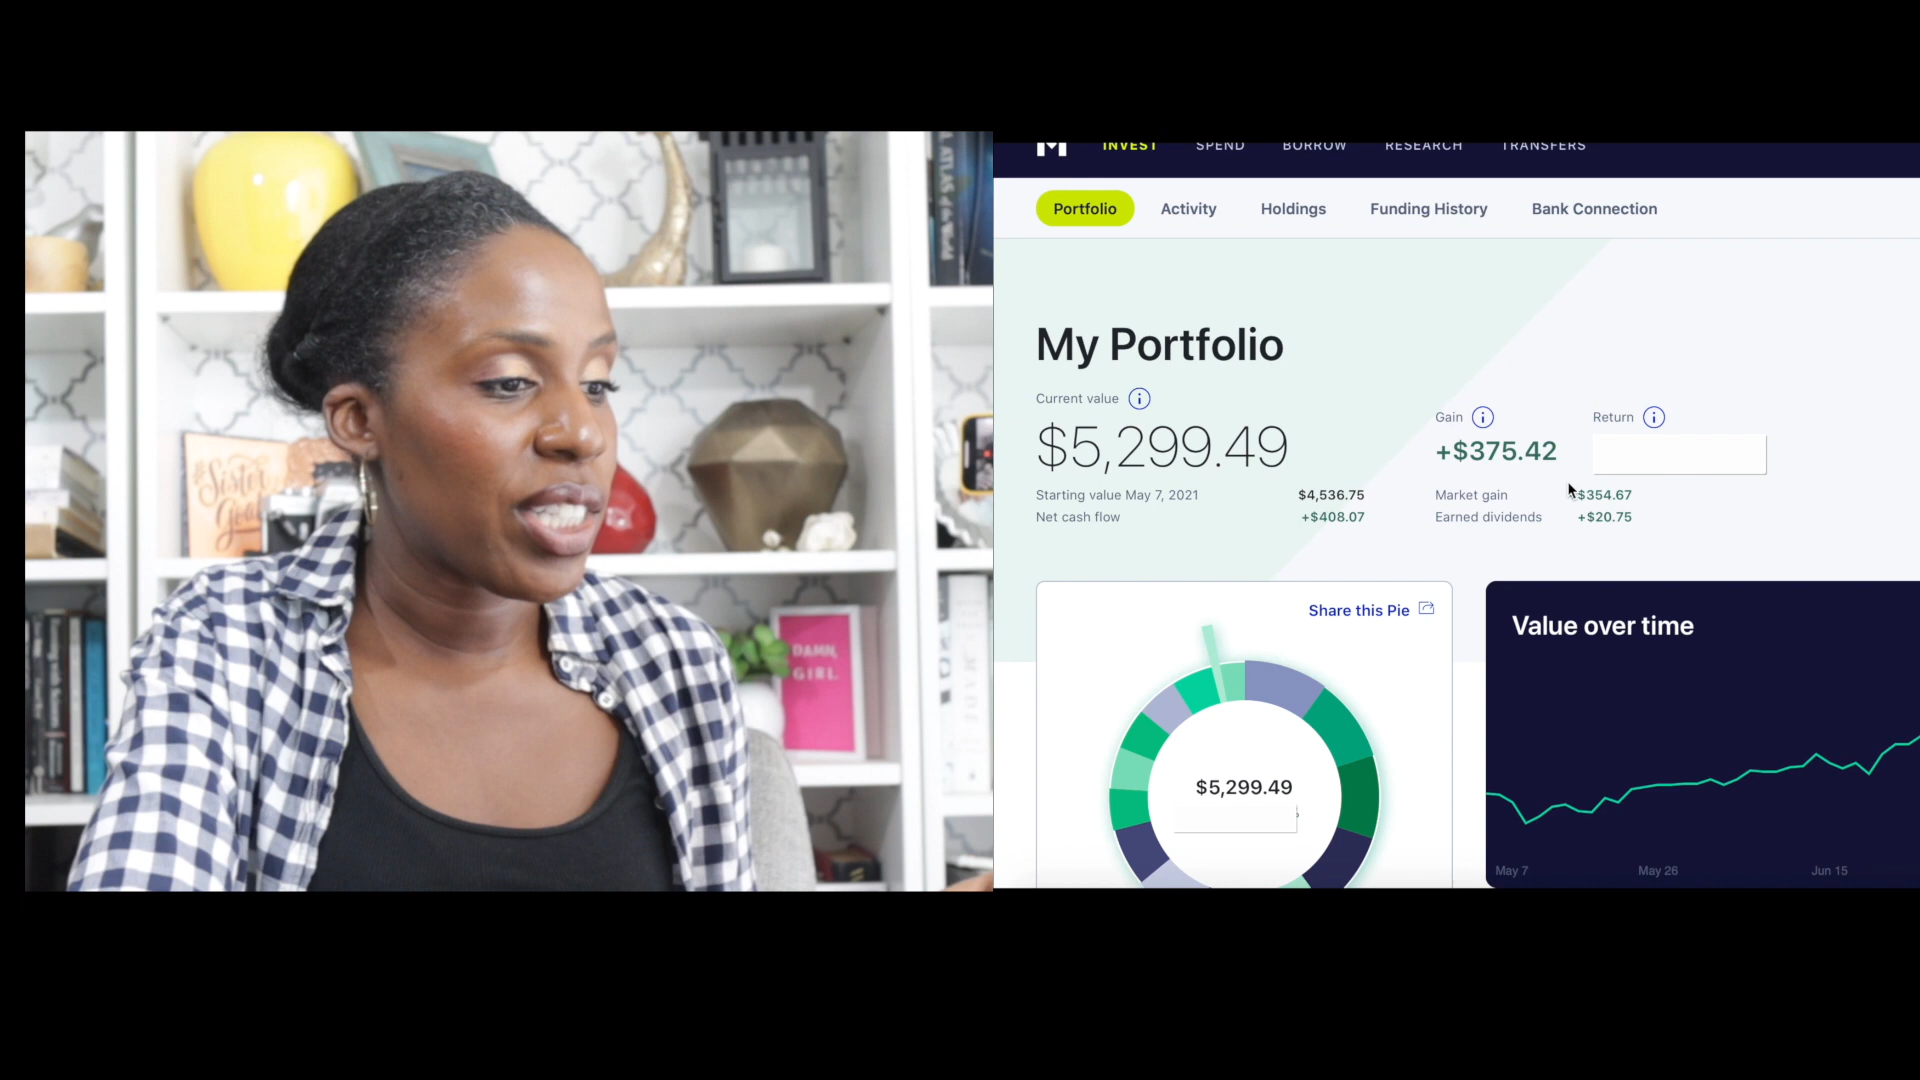 #Sister
Goals
DAMN,
GIRL.
INVEST SPEND BORROW RESEARCH TRANSFERS
Portfolio Activity Holdings Funding History Bank Connection
My Portfolio
Current value
$5,299.49
Starting value May 7, 2021 $4,536.75
Net cash flow +$408.07
Gain
+$375.42
Return
Market gain $354.67
Earned dividends +$20.75
Share this Pie
$5,299.49
Value over time
May 7 May 26 Jun 15